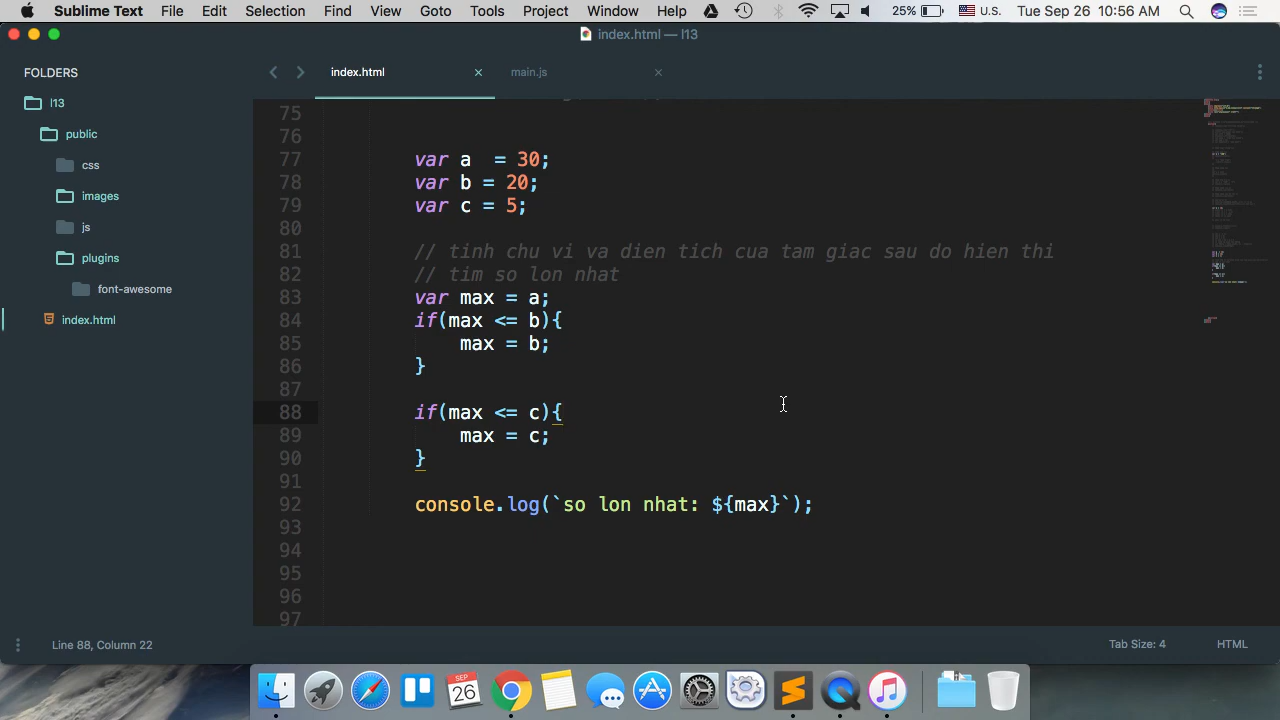 Sublime Text File Edit Selection Find View Goto Tools Project Window Help 25% U.S. Tue Sep 26 10:56 AM
index.html — l13
FOLDERS
l13
public
css
images
js
plugins
font-awesome
index.html
index.html × main.js ×
75
76
77 var a  = 30;
78 var b = 20;
79 var c = 5;
80
81 // tinh chu vi va dien tich cua tam giac sau do hien thi
82 // tim so lon nhat
83 var max = a;
84 if(max <= b){
85     max = b;
86 }
87
88 if(max <= c){
89     max = c;
90 }
91
92 console.log(`so lon nhat: ${max}`);
93
94
95
96
97
Line 88, Column 22 Tab Size: 4 HTML
SEP
26